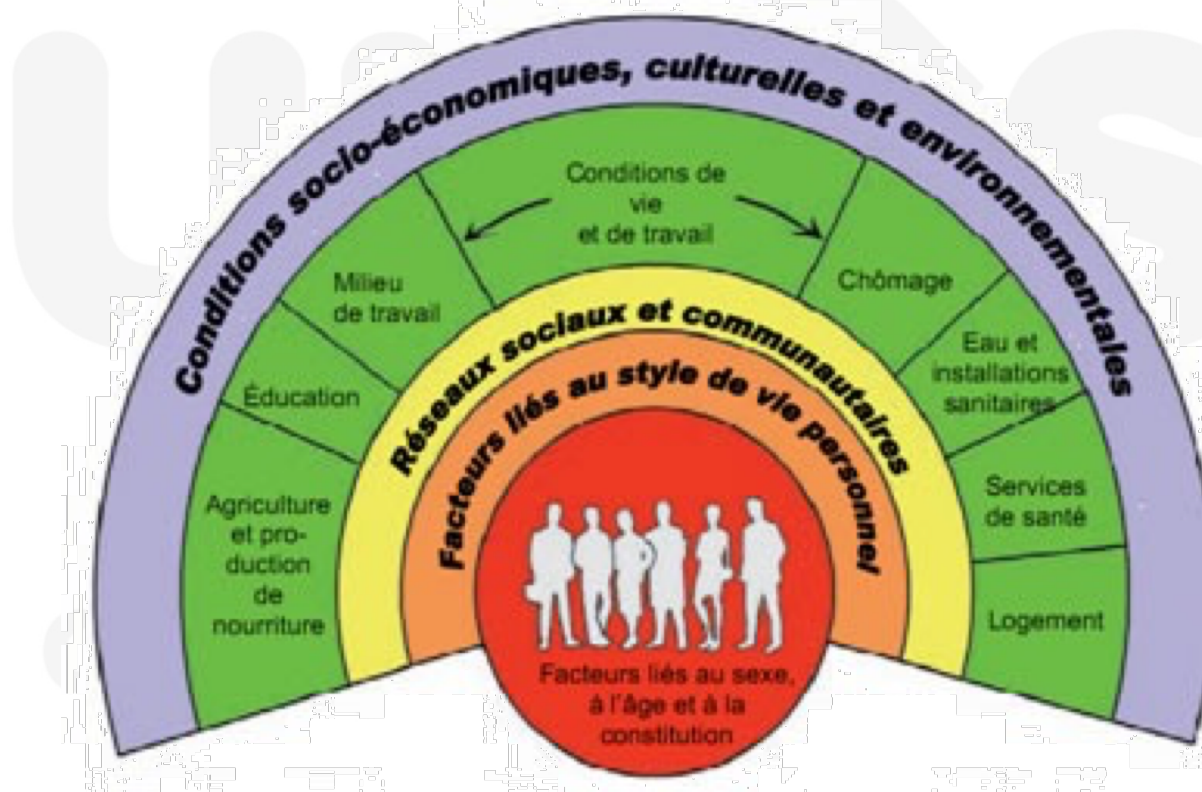 Conditions socio-économiques, culturelles et environnementales
Conditions de
vie
et de travail
Milieu
de travail
Éducation
Agriculture
et pro-
duction
de
nourriture
Chômage
Eau et
installations
sanitaires
Services
de santé
Logement
Réseaux sociaux et communautaires
Facteurs liés au style de vie personnel
Facteurs liés au sexe,
à l'âge et à la
constitution